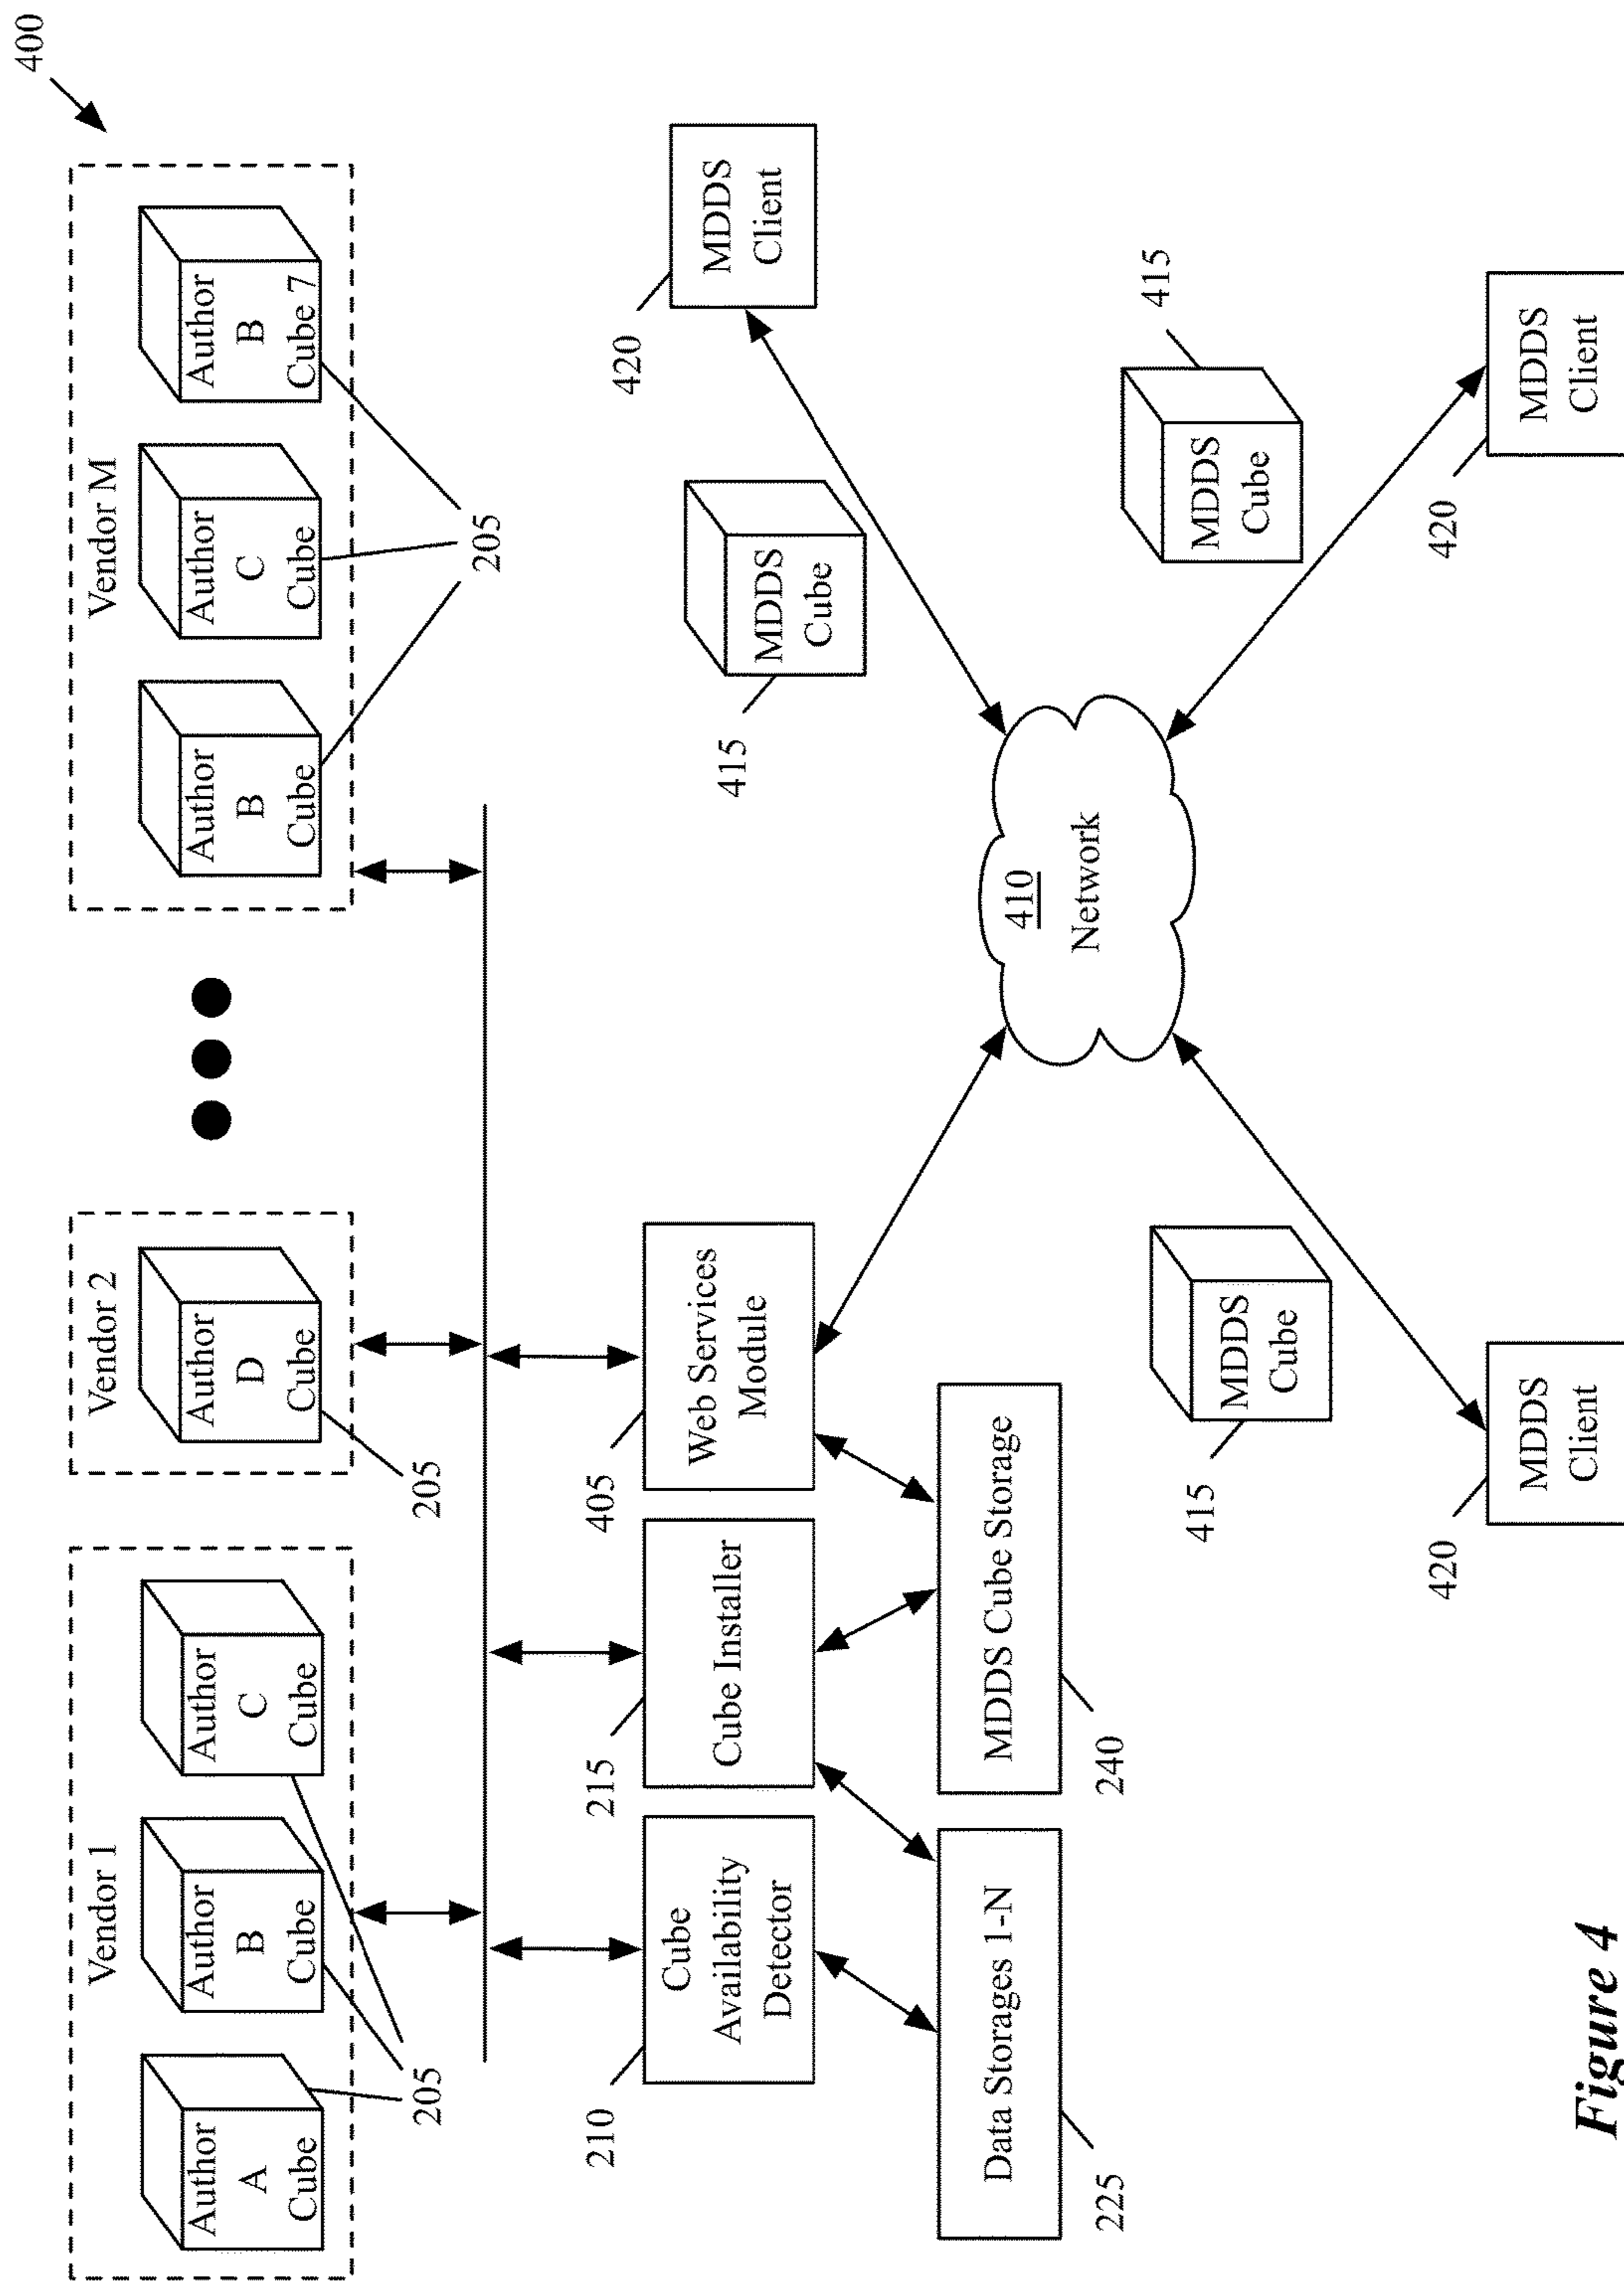 400
Vendor 1
Author
A
Cube
Author
B
Cube
Author
C
Cube
205
Vendor 2
Author
D
Cube
205
Vendor M
Author
B
Cube
Author
C
Cube
Author
B
Cube 7
205
210
Cube
Availability
Detector
215
Cube Installer
405
Web Services
Module
225
Data Storages 1-N
240
MDDS Cube Storage
410
Network
415
MDDS
Cube
420
MDDS
Client
415
MDDS
Cube
420
MDDS
Client
415
MDDS
Cube
420
MDDS
Client
Figure 4